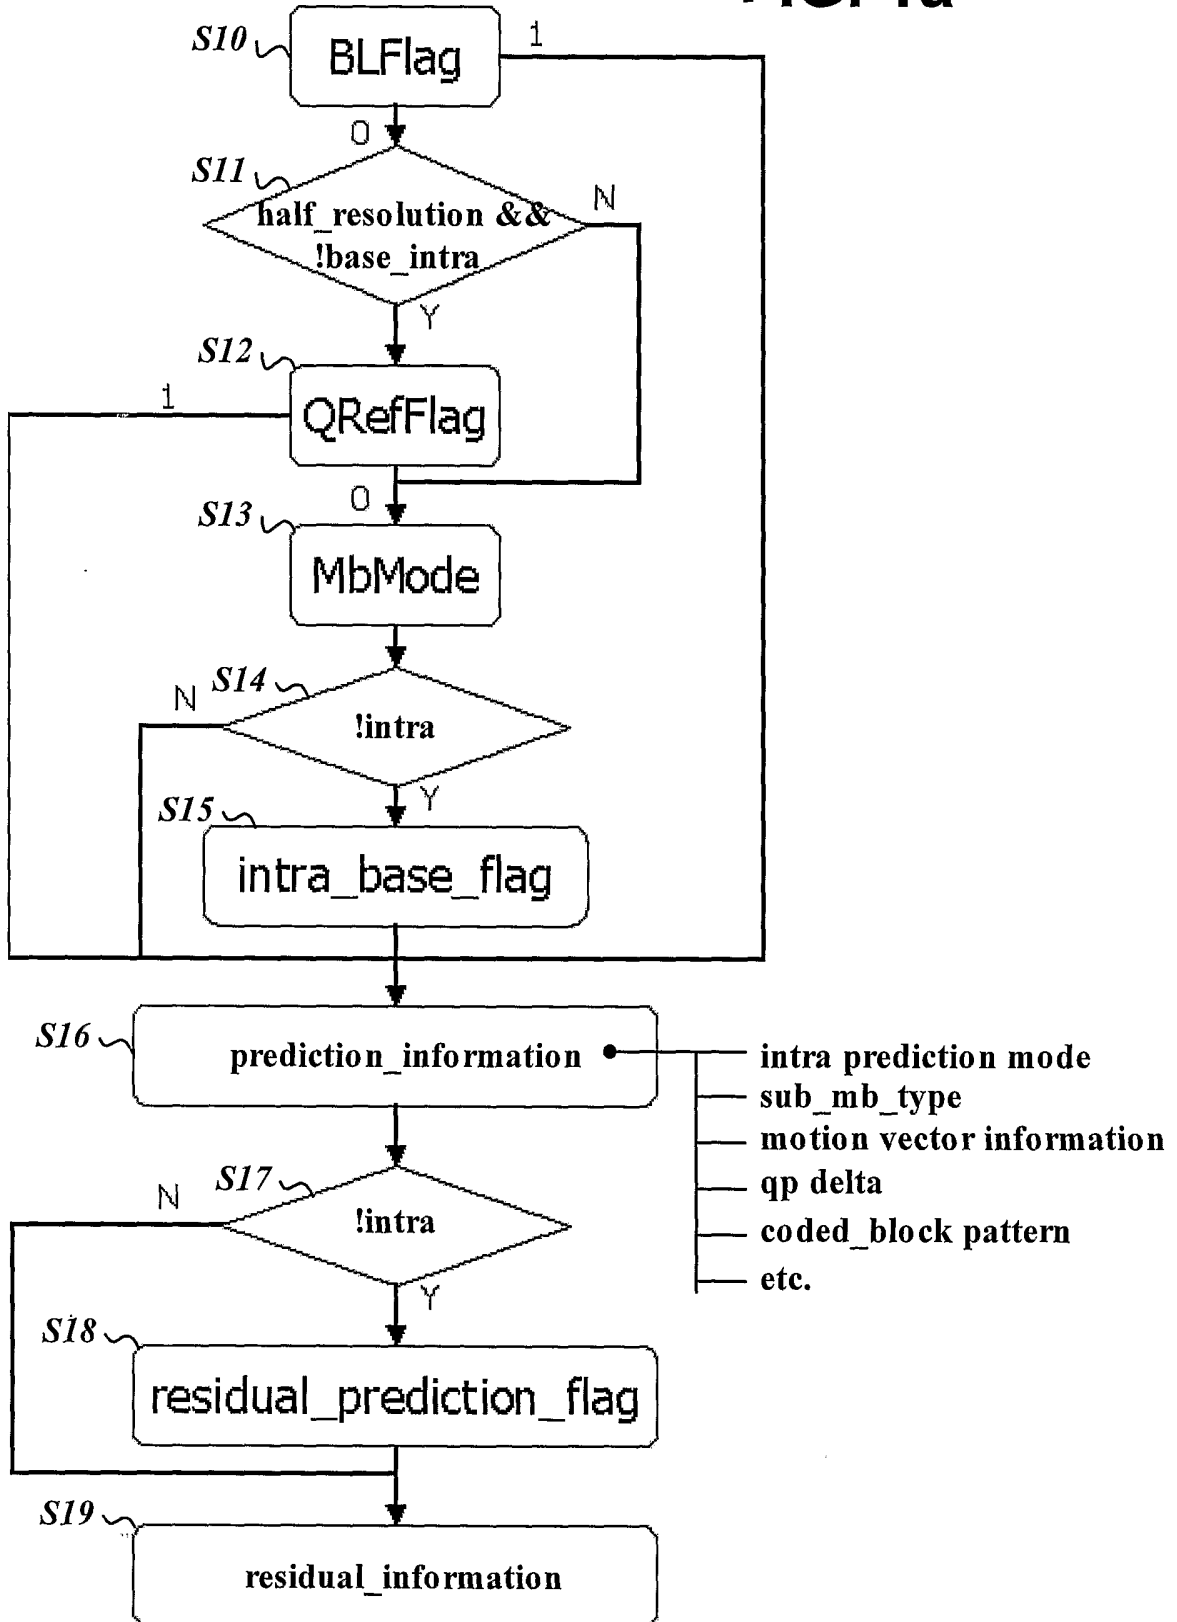 S10
BLFlag
1
0
S11
half_resolution &&
!base_intra
N
Y
S12
1
QRefFlag
0
S13
MbMode
S14
N
!intra
Y
S15
intra_base_flag
S16
prediction_information
intra prediction mode
sub_mb_type
motion vector information
qp delta
coded_block pattern
etc.
S17
N
!intra
Y
S18
residual_prediction_flag
S19
residual_information